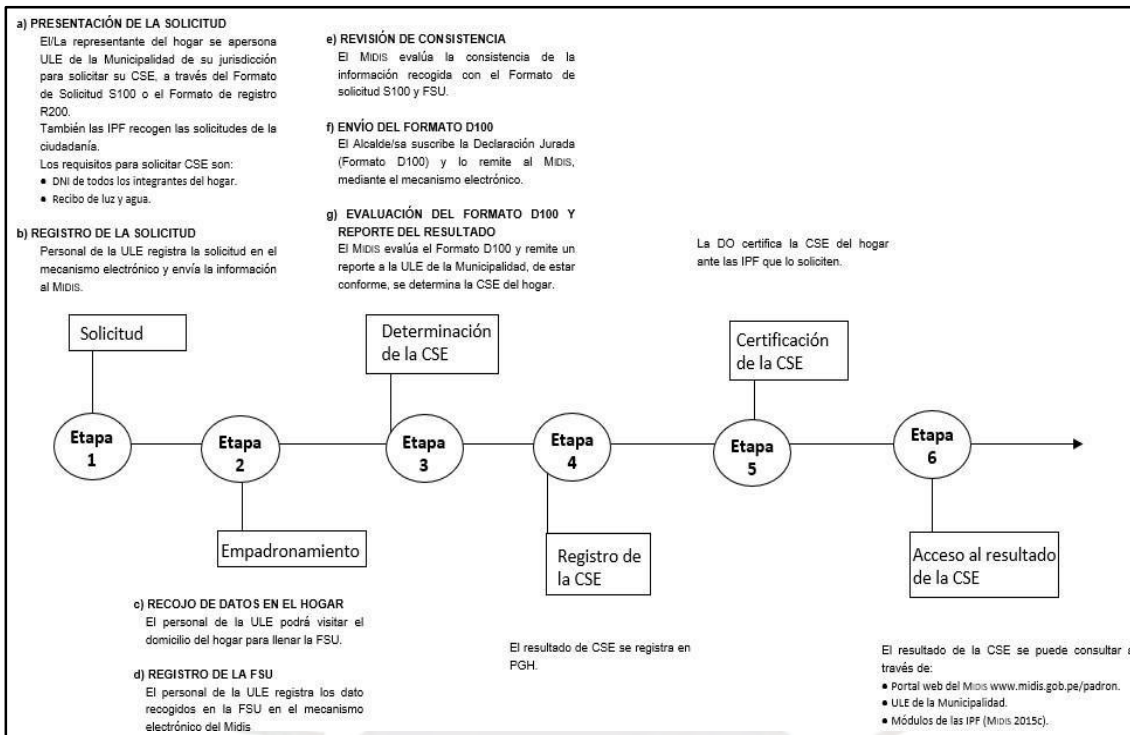 a) PRESENTACIÓN DE LA SOLICITUD
El/La representante del hogar se apersona
ULE de la Municipalidad de su jurisdicción
para solicitar su CSE, a través del Formato
de Solicitud S100 o el Formato de registro
R200.
También las IPF recogen las solicitudes de la
ciudadanía.
Los requisitos para solicitar CSE son:
• DNI de todos los integrantes del hogar.
• Recibo de luz y agua.
b) REGISTRO DE LA SOLICITUD
Personal de la ULE registra la solicitud en el
mecanismo electrónico y envía la información
al MIDIS.
e) REVISIÓN DE CONSISTENCIA
El MIDIS evalúa la consistencia de la
información recogida con el Formato de
solicitud S100 y FSU.
f) ENVÍO DEL FORMATO D100
El Alcalde/sa suscribe la Declaración Jurada
(Formato D100) y lo remite al MIDIS,
mediante el mecanismo electrónico.
g) EVALUACIÓN DEL FORMATO D100 Y
REPORTE DEL RESULTADO
El MIDIS evalúa el Formato D100 y remite un
reporte a la ULE de la Municipalidad, de estar
conforme, se determina la CSE del hogar.
La DO certifica la CSE del hogar
ante las IPF que lo soliciten.
Solicitud
Determinación
de la CSE
Certificación
de la CSE
Etapa
1
Etapa
2
Etapa
3
Etapa
4
Etapa
5
Etapa
6
Empadronamiento
Registro de
la CSE
Acceso al resultado
de la CSE
c) RECOJO DE DATOS EN EL HOGAR
El personal de la ULE podrá visitar el
domicilio del hogar para llenar la FSU.
d) REGISTRO DE LA FSU
El personal de la ULE registra los dato
recogidos en la FSU en el mecanismo
electrónico del Midis
El resultado de CSE se registra en
PGH.
El resultado de la CSE se puede consultar a
través de:
• Portal web del MIDIS www.midis.gob.pe/padron.
• ULE de la Municipalidad.
• Módulos de las IPF (MIDIS 2015c).